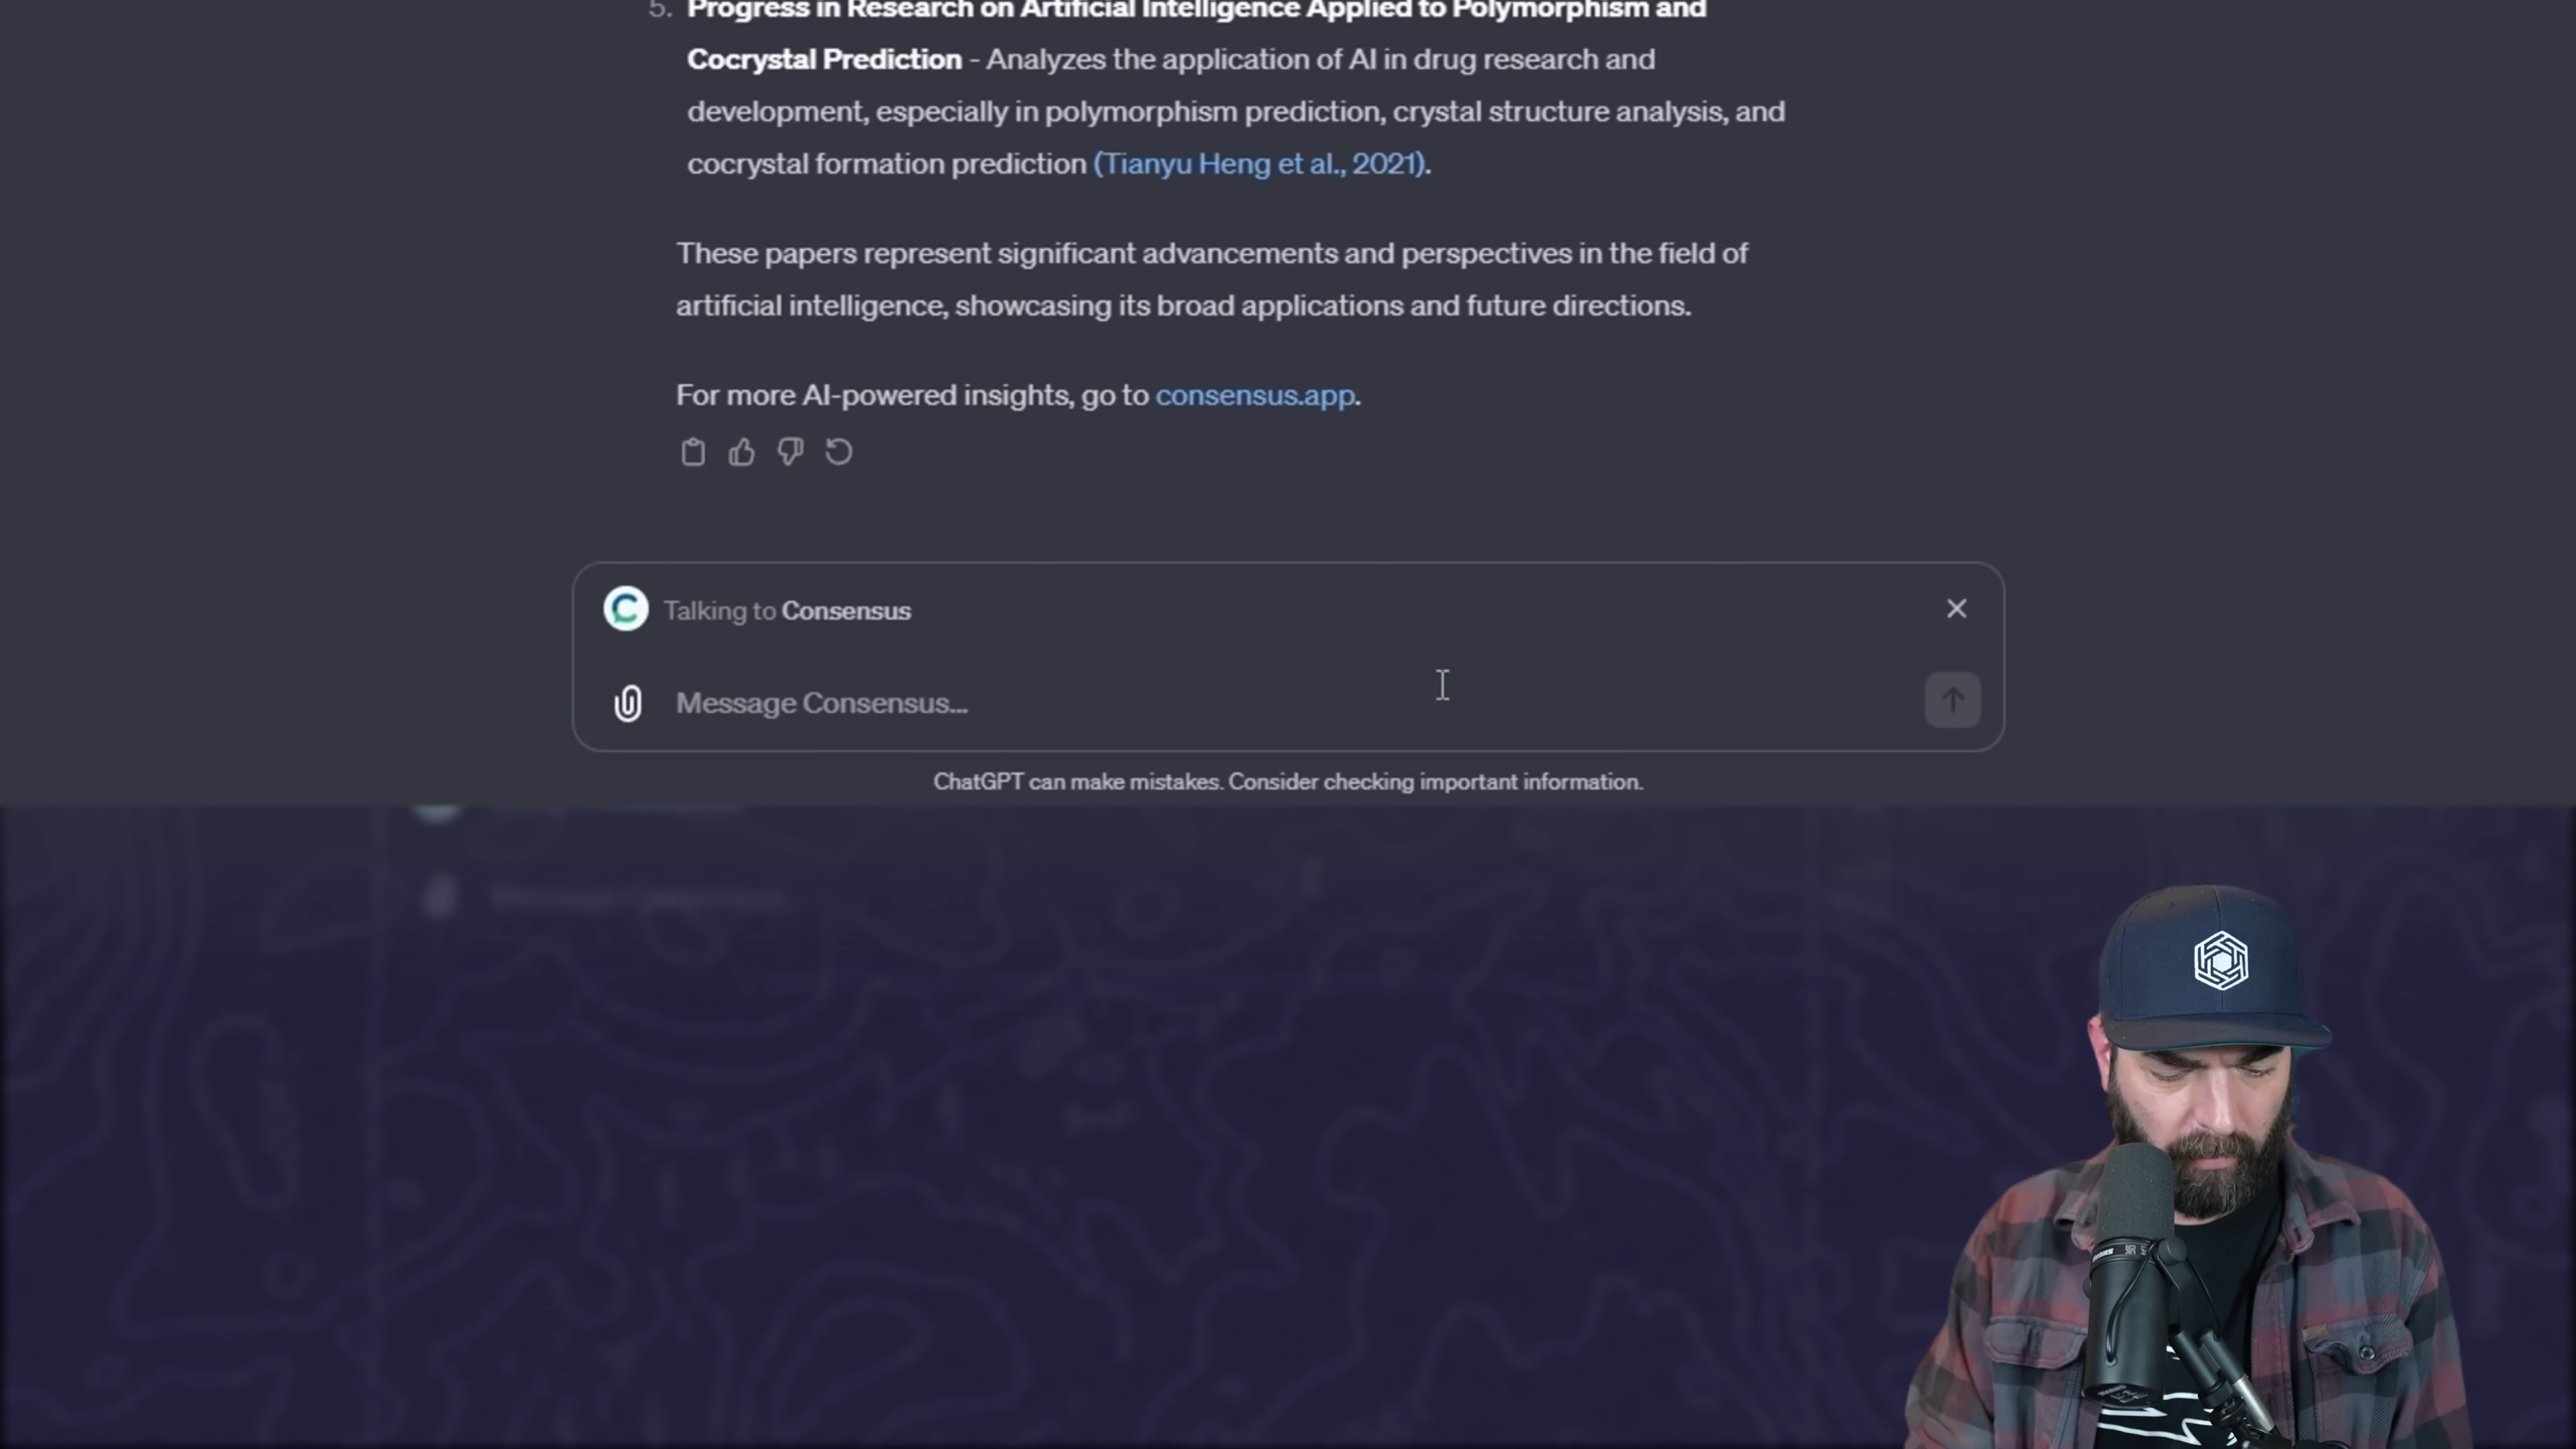 5. Progress in Research on Artificial Intelligence Applied to Polymorphism and
Cocrystal Prediction - Analyzes the application of AI in drug research and
development, especially in polymorphism prediction, crystal structure analysis, and
cocrystal formation prediction (Tianyu Heng et al., 2021).
These papers represent significant advancements and perspectives in the field of
artificial intelligence, showcasing its broad applications and future directions.
For more AI-powered insights, go to consensus.app.
Talking to Consensus
Message Consensus...
ChatGPT can make mistakes. Consider checking important information.